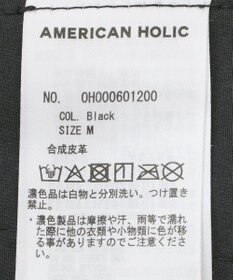 AMERICAN HOLIC
NO. 0H000601200
COL. Black
SIZE M
合成皮革
濃色品は白物と分別洗い。つけ置き
禁止。
・濃色製品は摩擦や汗、雨等で濡れ
た際に他の衣類や小物類に色が移
る事がありますのでご注意くださ
い。